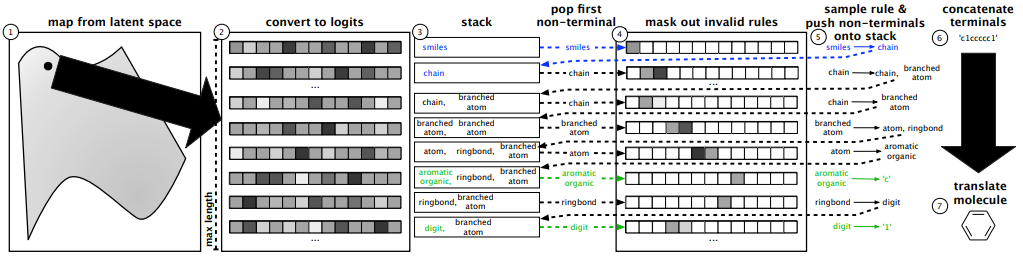 1
map from latent space
2
convert to logits
max length
...
...
3
stack
smiles
chain
chain, branched
atom
branched branched
atom, atom
atom, ringbond, branched
atom
aromatic
organic, ringbond, branched
atom
ringbond, branched
atom
digit, branched
atom
pop first
non-terminal
smiles
chain
chain
branched
atom
atom
aromatic
organic
ringbond
digit
4
mask out invalid rules
...
...
5
sample rule &
push non-terminals
onto stack
smiles chain
chain chain, branched
atom
chain branched
atom
branched
atom atom, ringbond
atom aromatic
organic
aromatic
organic 'c'
ringbond digit
digit '1'
concatenate
terminals
6
'c1ccccc1'
translate
molecule
7